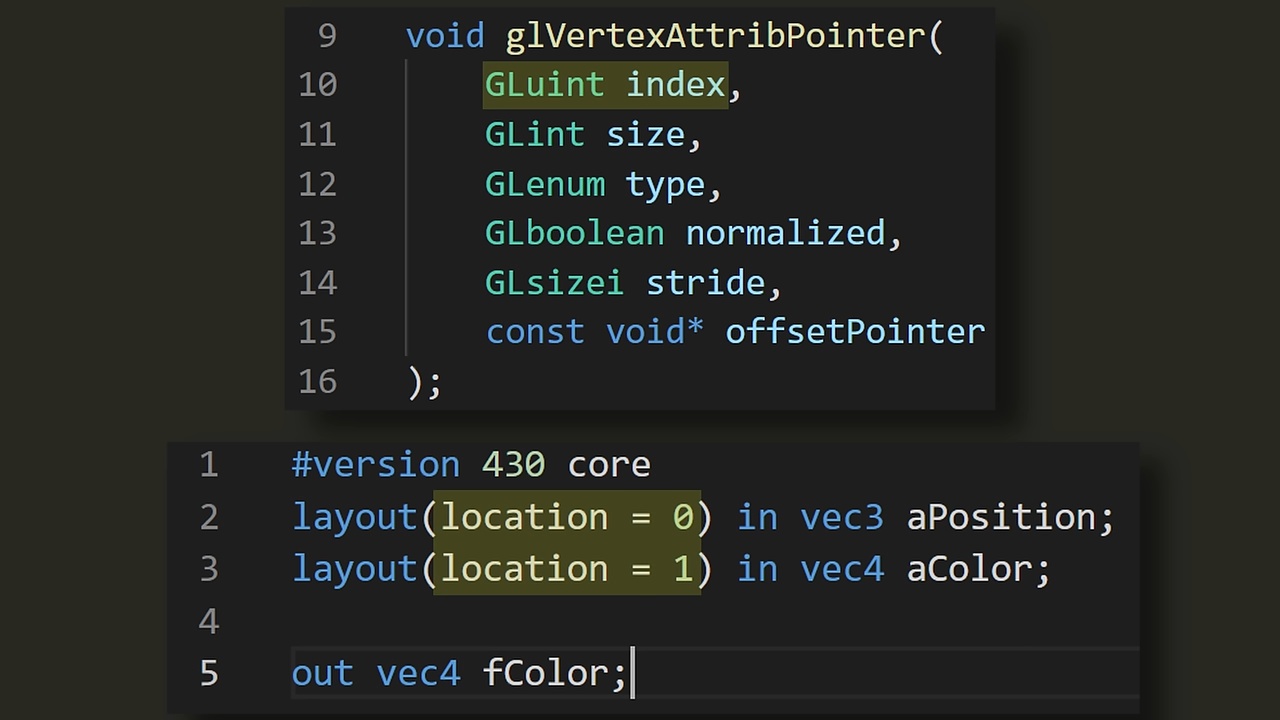 9 void glVertexAttribPointer(
10 GLuint index,
11 GLint size,
12 GLenum type,
13 GLboolean normalized,
14 GLsizei stride,
15 const void* offsetPointer
16 );
1 #version 430 core
2 layout(location = 0) in vec3 aPosition;
3 layout(location = 1) in vec4 aColor;
4
5 out vec4 fColor;